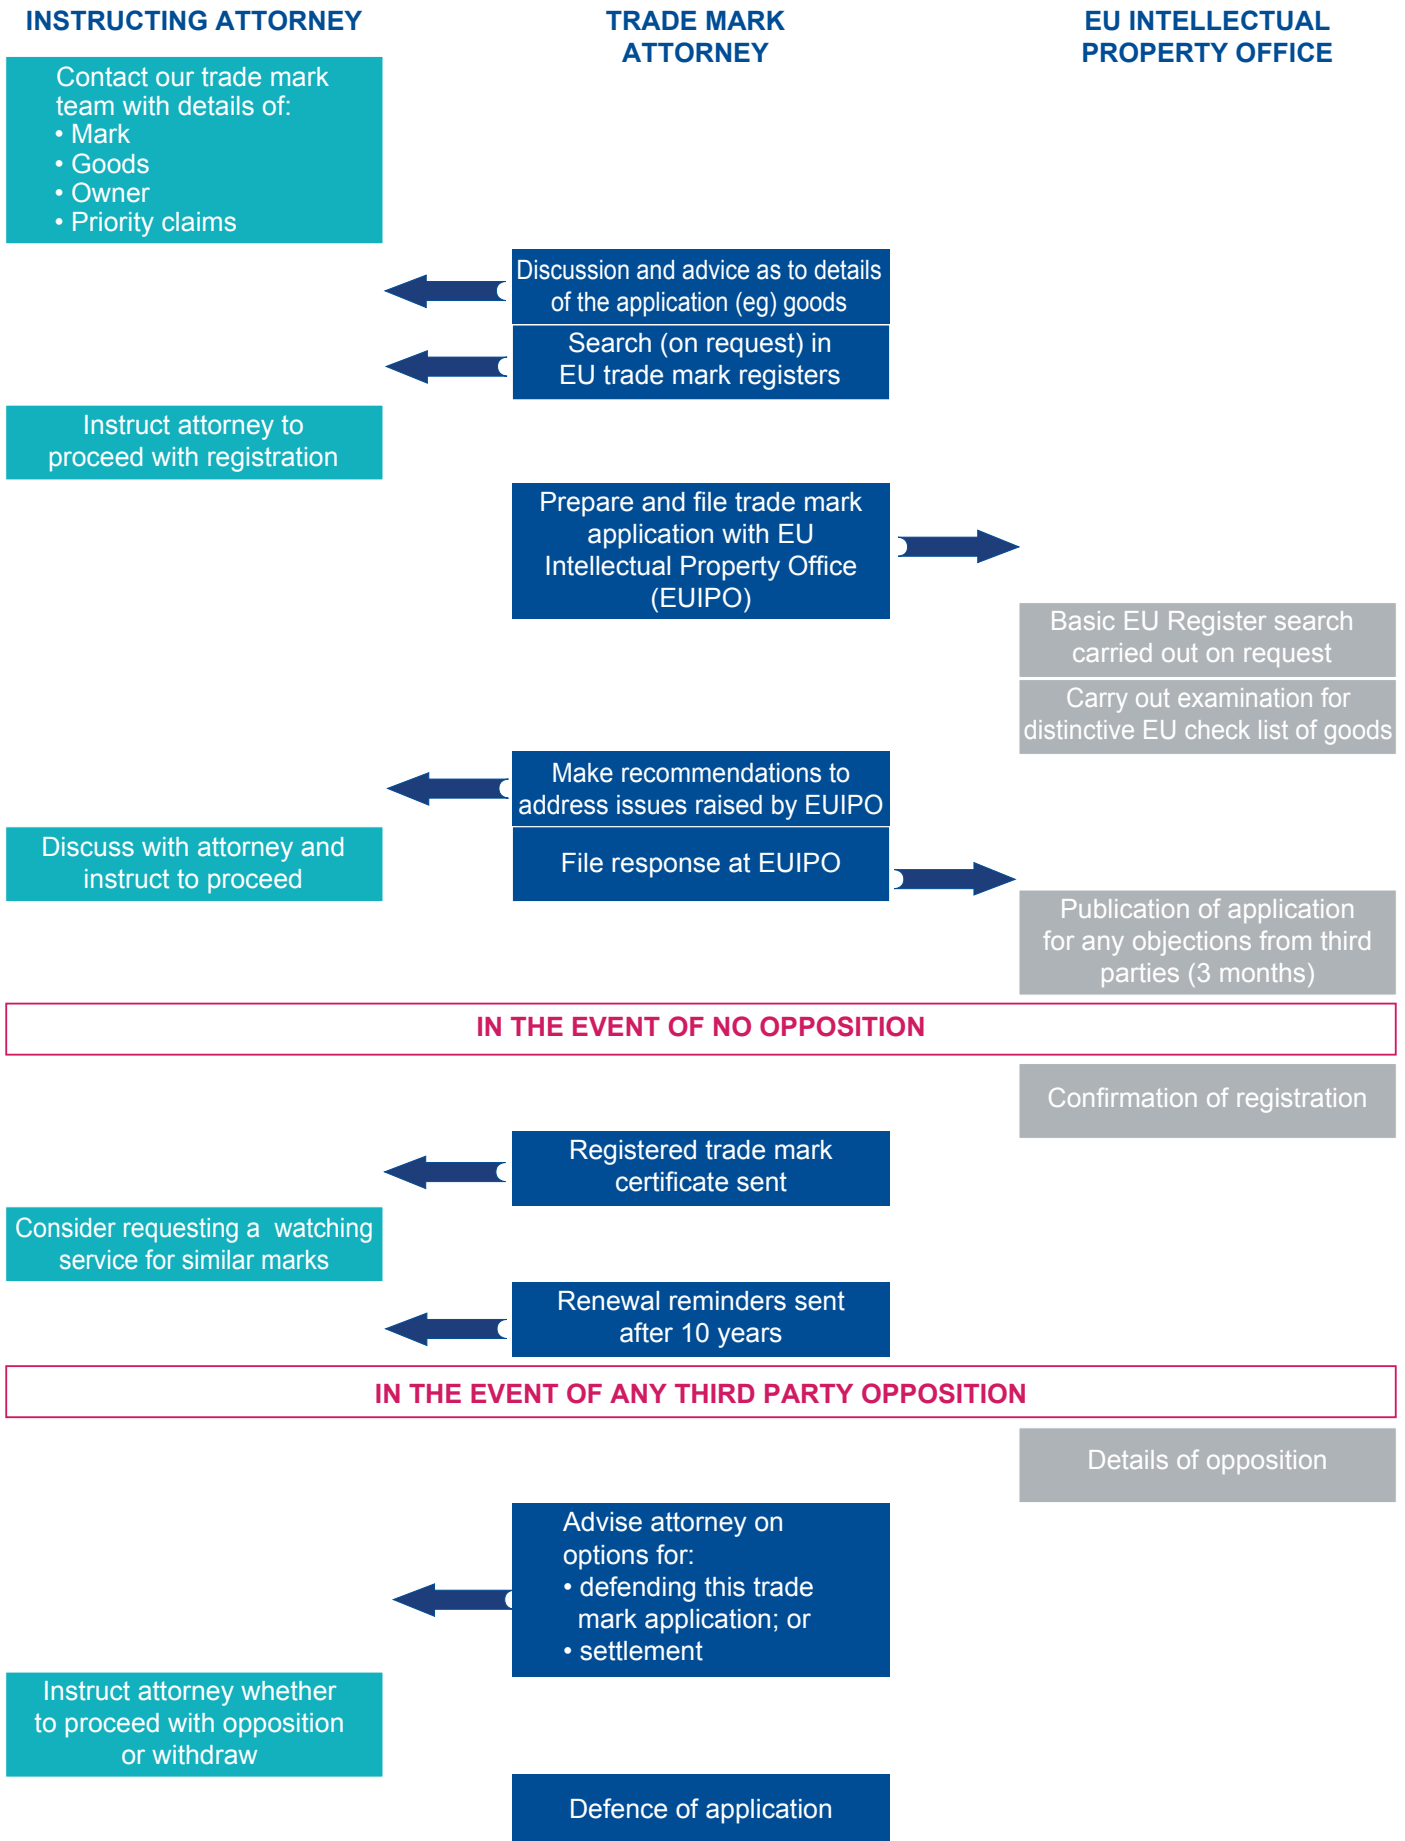 INSTRUCTING ATTORNEY
TRADE MARK
ATTORNEY
EU INTELLECTUAL
PROPERTY OFFICE
Contact our trade mark
team with details of:
• Mark
• Goods
• Owner
• Priority claims
Discussion and advice as to details
of the application (eg) goods
Search (on request) in
EU trade mark registers
Instruct attorney to
proceed with registration
Prepare and file trade mark
application with EU
Intellectual Property Office
(EUIPO)
Basic EU Register search
carried out on request
Carry out examination for
distinctive EU check list of goods
Make recommendations to
address issues raised by EUIPO
Discuss with attorney and
instruct to proceed
File response at EUIPO
Publication of application
for any objections from third
parties (3 months)
IN THE EVENT OF NO OPPOSITION
Confirmation of registration
Registered trade mark
certificate sent
Consider requesting a watching
service for similar marks
Renewal reminders sent
after 10 years
IN THE EVENT OF ANY THIRD PARTY OPPOSITION
Details of opposition
Advise attorney on
options for:
• defending this trade
mark application; or
• settlement
Instruct attorney whether
to proceed with opposition
or withdraw
Defence of application